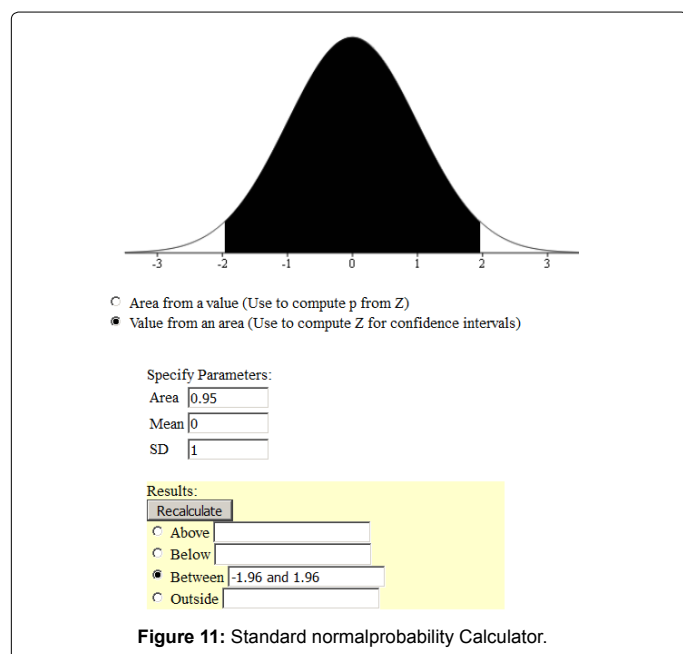 -3 -2 -1 0 1 2 3
Area from a value (Use to compute p from Z)
Value from an area (Use to compute Z for confidence intervals)
Specify Parameters:
Area 0.95
Mean 0
SD 1
Results:
Recalculate
Above
Below
Between -1.96 and 1.96
Outside
Figure 11: Standard normalprobability Calculator.